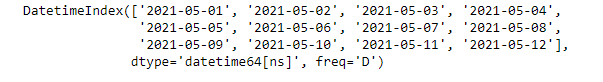 DatetimeIndex(['2021-05-01', '2021-05-02', '2021-05-03', '2021-05-04',
'2021-05-05', '2021-05-06', '2021-05-07', '2021-05-08',
'2021-05-09', '2021-05-10', '2021-05-11', '2021-05-12'],
dtype='datetime64[ns]', freq='D')